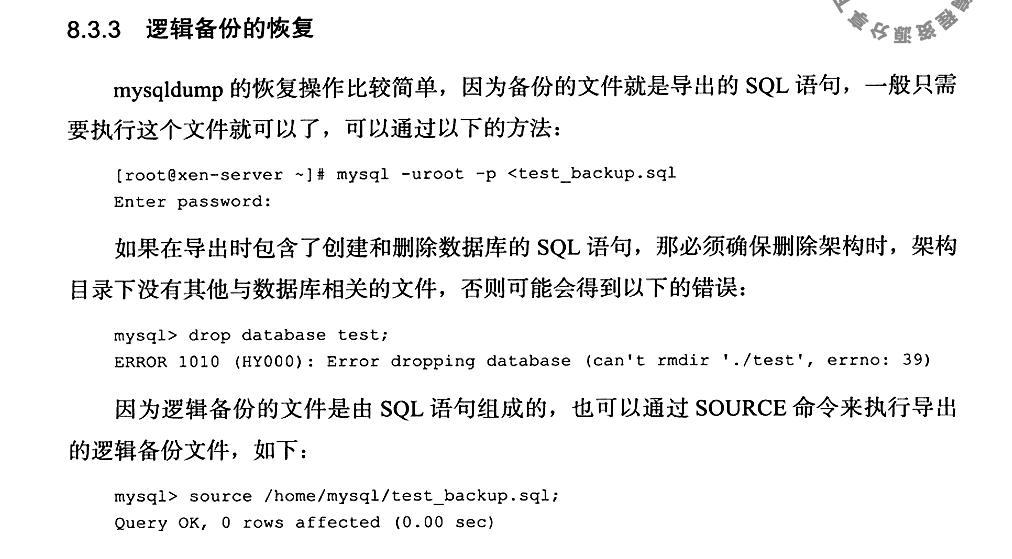 程资源分享
8.3.3 逻辑备份的恢复
mysqldump 的恢复操作比较简单，因为备份的文件就是导出的 SQL 语句，一般只需
要执行这个文件就可以了，可以通过以下的方法：
[root@xen-server ~]# mysql -uroot -p <test_backup.sql
Enter password:
如果在导出时包含了创建和删除数据库的 SQL 语句，那必须确保删除架构时，架构
目录下没有其他与数据库相关的文件，否则可能会得到以下的错误：
mysql> drop database test;
ERROR 1010 (HY000): Error dropping database (can't rmdir './test', errno: 39)
因为逻辑备份的文件是由 SQL 语句组成的，也可以通过 SOURCE 命令来执行导出
的逻辑备份文件，如下：
mysql> source /home/mysql/test_backup.sql;
Query OK, 0 rows affected (0.00 sec)